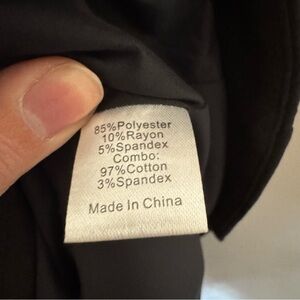 85%Polyester
10%Rayon
5%Spandex
Combo:
97%Cotton
3%Spandex
Made In China